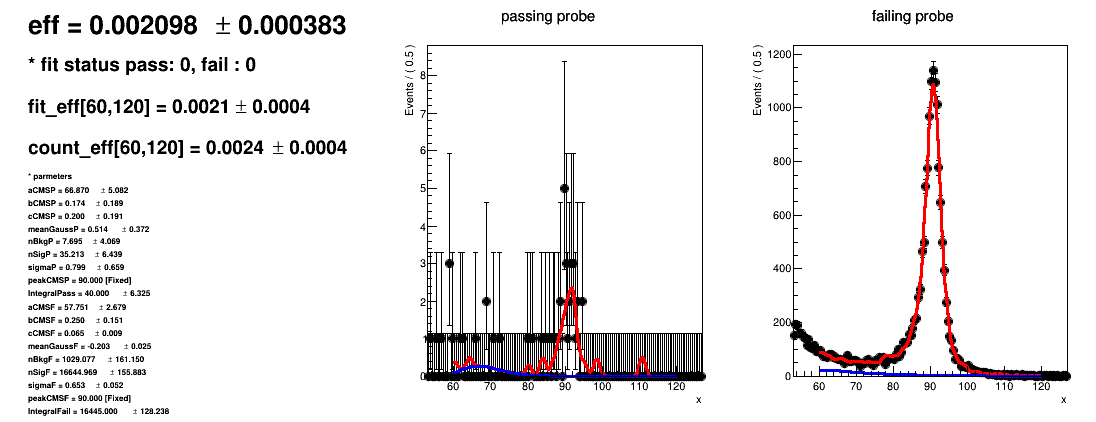 eff = 0.002098 ± 0.000383
* fit status pass: 0, fail : 0
fit_eff[60,120] = 0.0021 ± 0.0004
count_eff[60,120] = 0.0024 ± 0.0004
* parmeters
aCMSP = 66.870 ± 5.082
bCMSP = 0.174 ± 0.189
cCMSP = 0.200 ± 0.191
meanGaussP = 0.514 ± 0.372
nBkgP = 7.695 ± 4.069
nSigP = 35.213 ± 6.439
sigmaP = 0.799 ± 0.659
peakCMSP = 90.000 [Fixed]
IntegralPass = 40.000 ± 6.325
aCMSF = 57.751 ± 2.679
bCMSF = 0.250 ± 0.151
cCMSF = 0.065 ± 0.009
meanGaussF = -0.203 ± 0.025
nBkgF = 1029.077 ± 161.150
nSigF = 16644.969 ± 155.883
sigmaF = 0.653 ± 0.052
peakCMSF = 90.000 [Fixed]
IntegralFail = 16445.000 ± 128.238
passing probe
Events / ( 0.5 )
8
7
6
5
4
3
2
1
0
60 70 80 90 100 110 120
x
failing probe
Events / ( 0.5 )
1200
1000
800
600
400
200
0
60 70 80 90 100 110 120
x